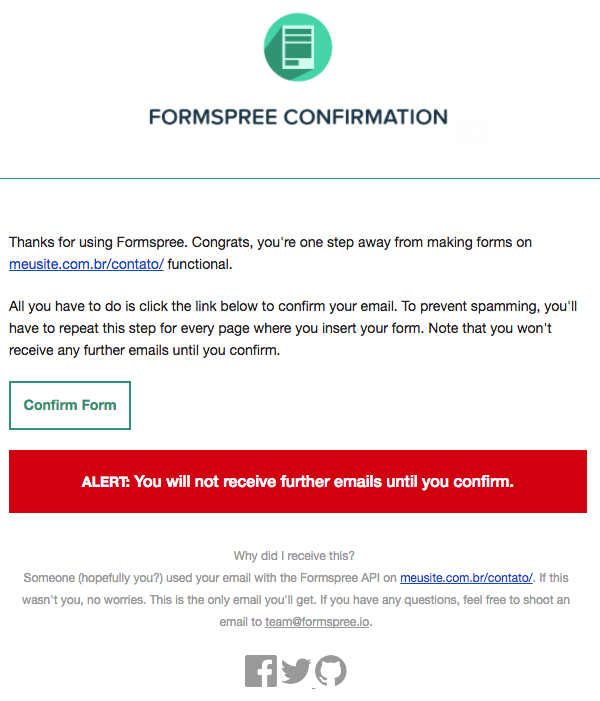 FORMSPREE CONFIRMATION
Thanks for using Formspree. Congrats, you're one step away from making forms on
meusite.com.br/contato/ functional.
All you have to do is click the link below to confirm your email. To prevent spamming, you'll
have to repeat this step for every page where you insert your form. Note that you won't
receive any further emails until you confirm.
Confirm Form
ALERT: You will not receive further emails until you confirm.
Why did I receive this?
Someone (hopefully you?) used your email with the Formspree API on meusite.com.br/contato/. If this
wasn't you, no worries. This is the only email you'll get. If you have any questions, feel free to shoot an
email to team@formspree.io.